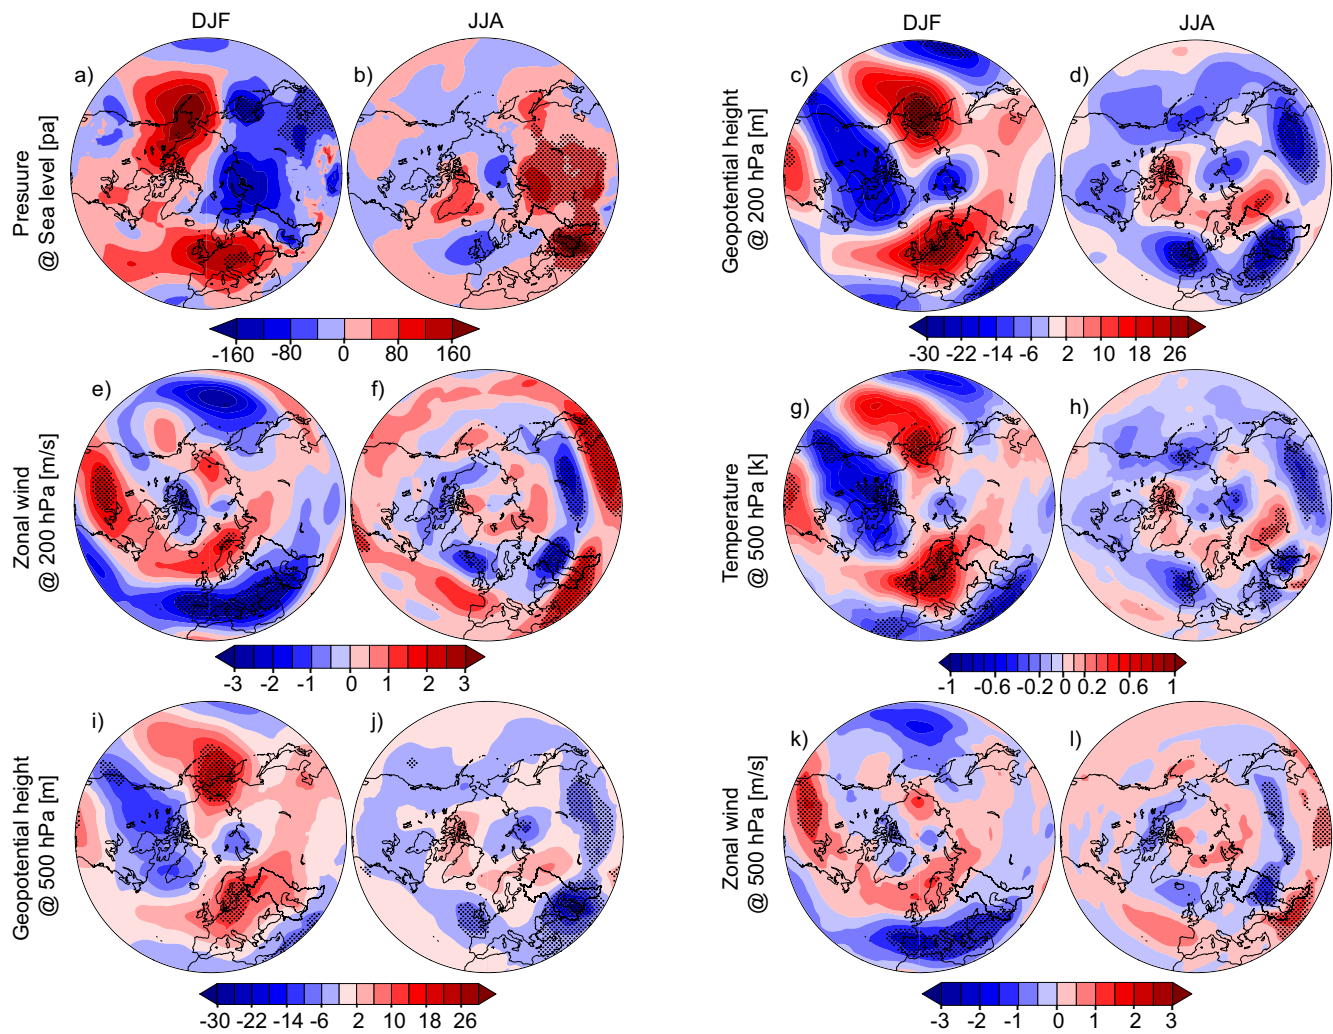 DJF
JJA
DJF
JJA
a)
b)
c)
d)
Presuure
@ Sea level [pa]
Geopotential height
@ 200 hPa [m]
-160
-80
0
80
160
-30 -22 -14 -6 2 10 18 26
e)
f)
g)
h)
Zonal wind
@ 200 hPa [m/s]
Temperature
@ 500 hPa [K]
-3 -2 -1 0 1 2 3
-1 -0.6 -0.2 0 0.2 0.6 1
i)
j)
k)
l)
Geopotential height
@ 500 hPa [m]
Zonal wind
@ 500 hPa [m/s]
-30 -22 -14 -6 2 10 18 26
-3 -2 -1 0 1 2 3